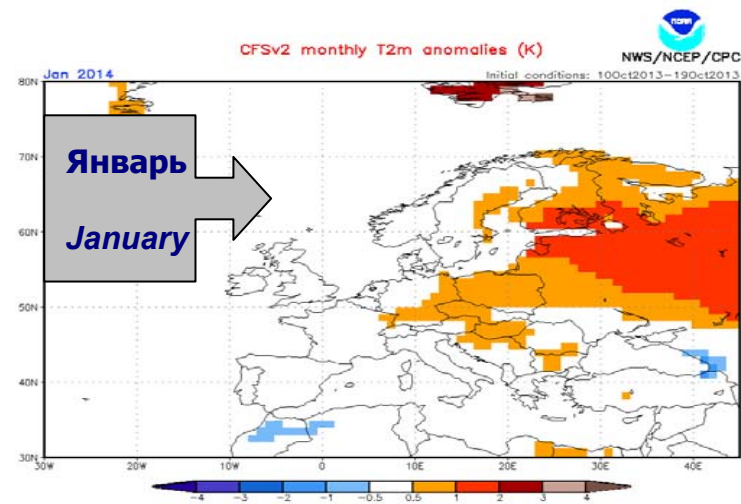 NOAA
CFSv2 monthly T2m anomalies (K)
NWS/NCEP/CPC
Jan 2014
Initial conditions: 10Oct2013–19Oct2013
Январь
January
80N
70N
60N
50N
40N
30N
30W 20W 10W 0 10E 20E 30E 40E
-4 -3 -2 -1 -0.5 0.5 1 2 3 4